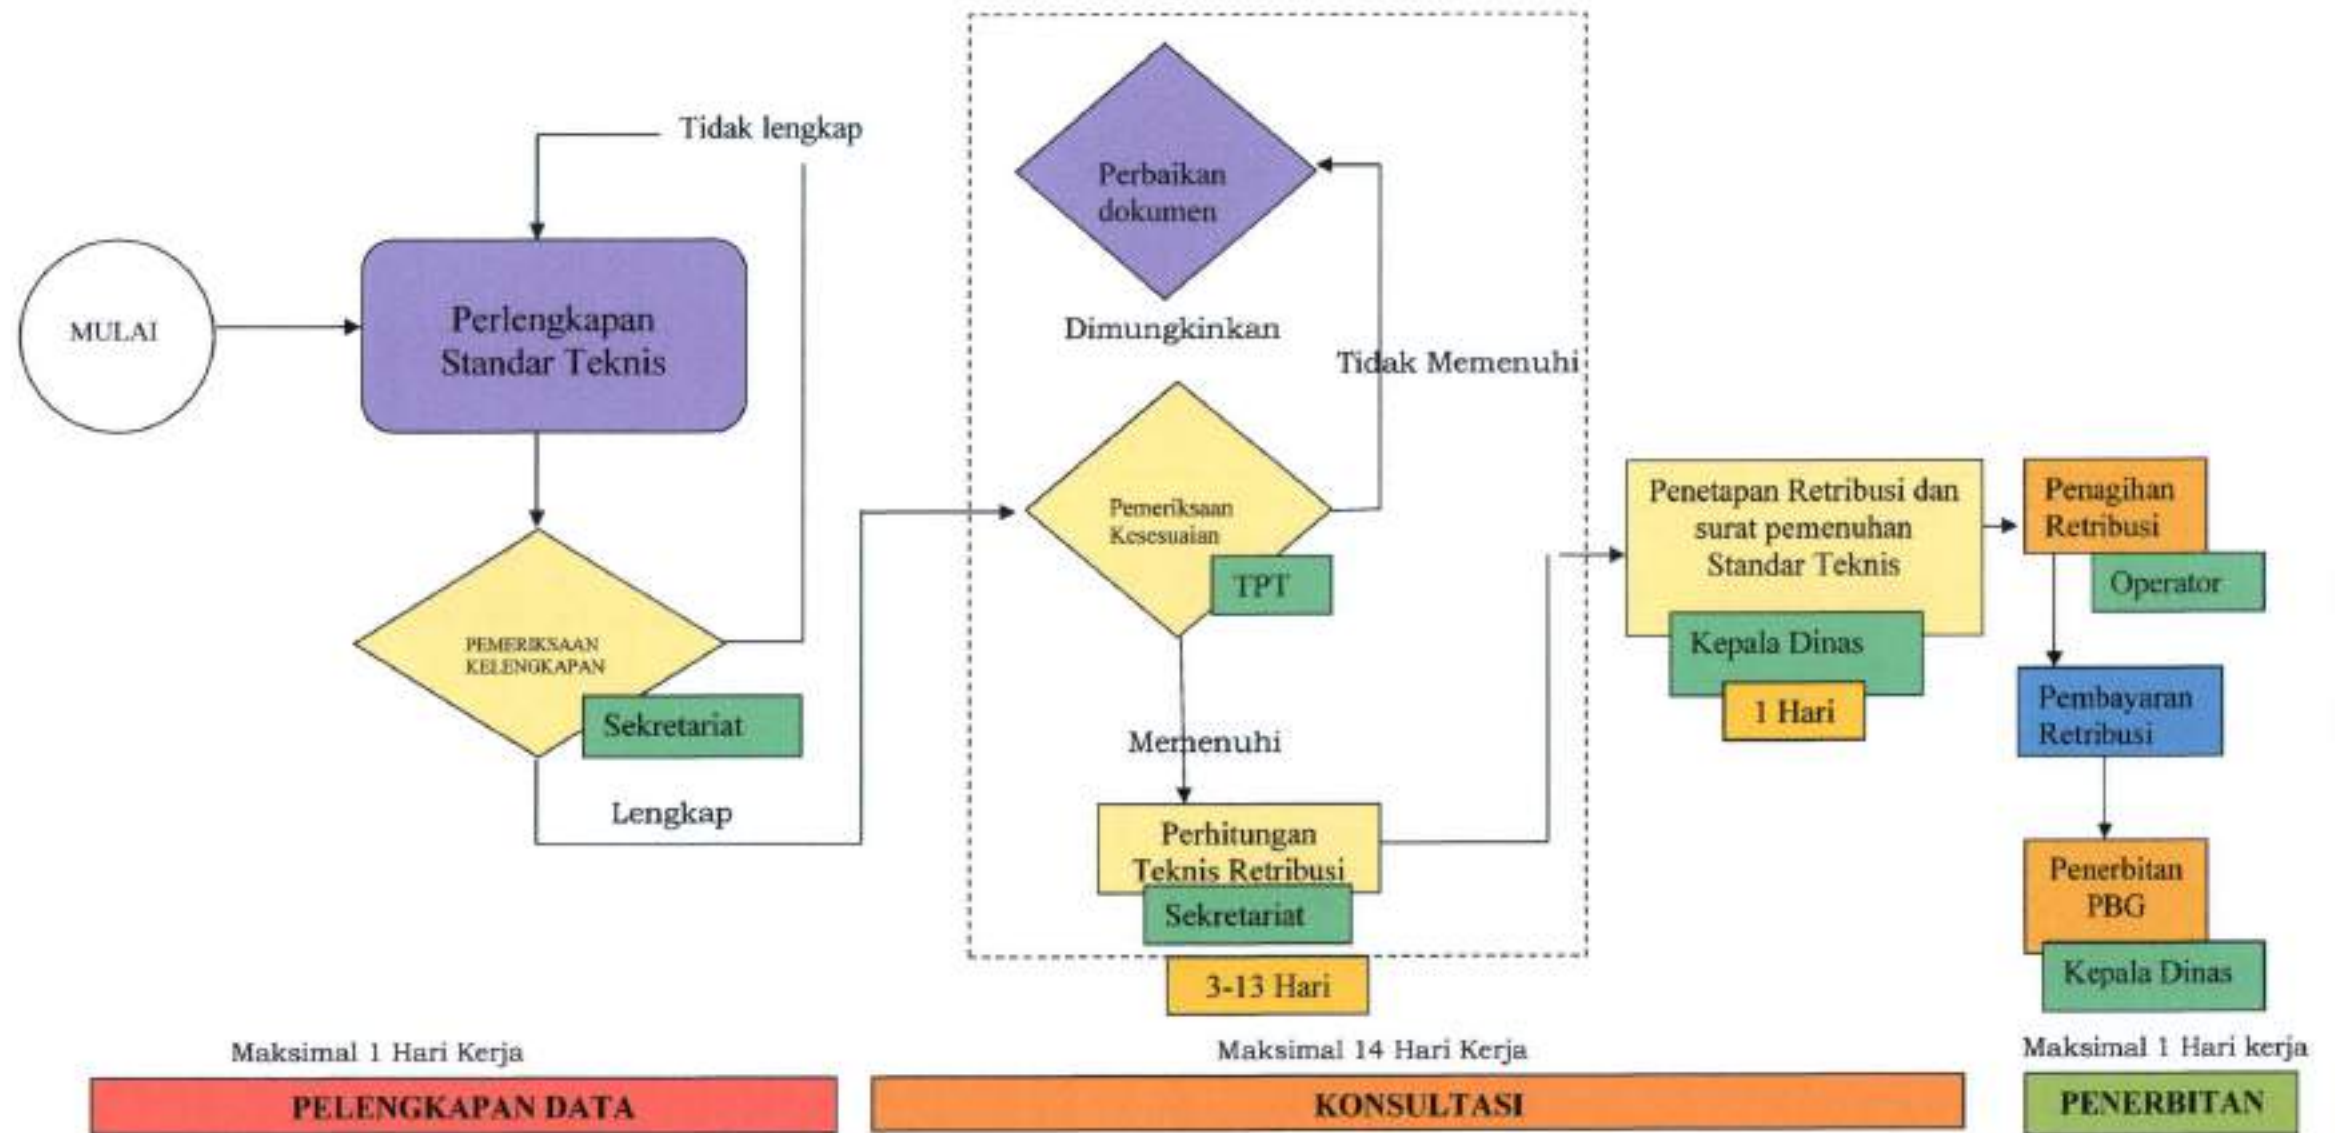 Tidak lengkap
MULAI
Perlengkapan
Standar Teknis
PEMERIKSAAN
KELENGKAPAN
Sekretariat
Lengkap
Perbaikan
dokumen
Dimungkinkan
Tidak Memenuhi
Pemeriksaan
Kesesuaian
TPT
Memenuhi
Perhitungan
Teknis Retribusi
Sekretariat
3-13 Hari
Penetapan Retribusi dan
surat pemenuhan
Standar Teknis
Kepala Dinas
1 Hari
Penagihan
Retribusi
Operator
Pembayaran
Retribusi
Penerbitan
PBG
Kepala Dinas
Maksimal 1 Hari Kerja
Maksimal 14 Hari Kerja
Maksimal 1 Hari kerja
PELENGKAPAN DATA
KONSULTASI
PENERBITAN